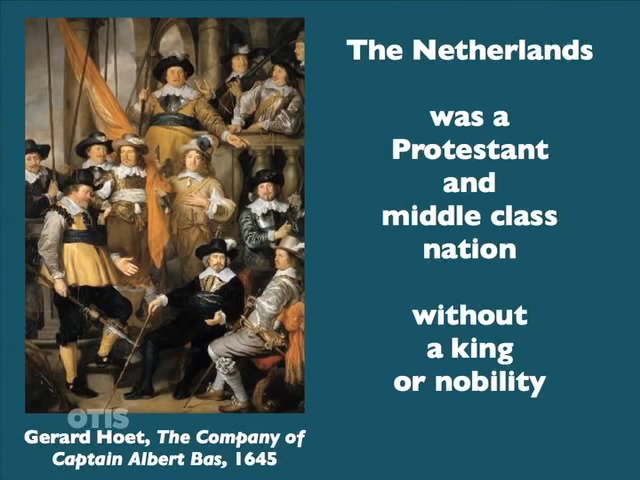 The Netherlands
was a
Protestant
and
middle class
nation
without
a king
or nobility
OTIS
Gerard Hoet, The Company of
Captain Albert Bas, 1645